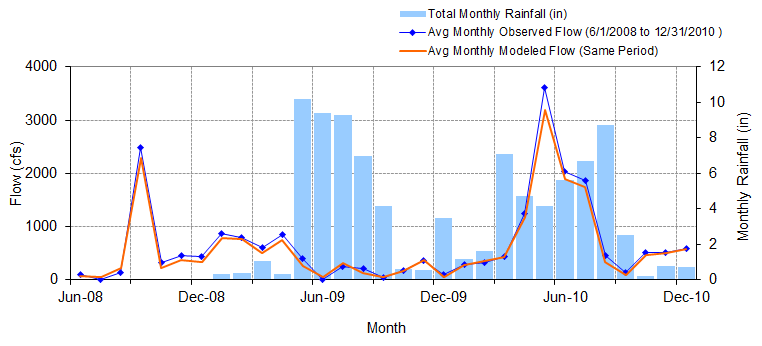 Total Monthly Rainfall (in)
Avg Monthly Observed Flow (6/1/2008 to 12/31/2010 )
Avg Monthly Modeled Flow (Same Period)
4000
3000
2000
1000
0
Flow (cfs)
12
10
8
6
4
2
0
Monthly Rainfall (in)
Jun-08
Dec-08
Jun-09
Dec-09
Jun-10
Dec-10
Month